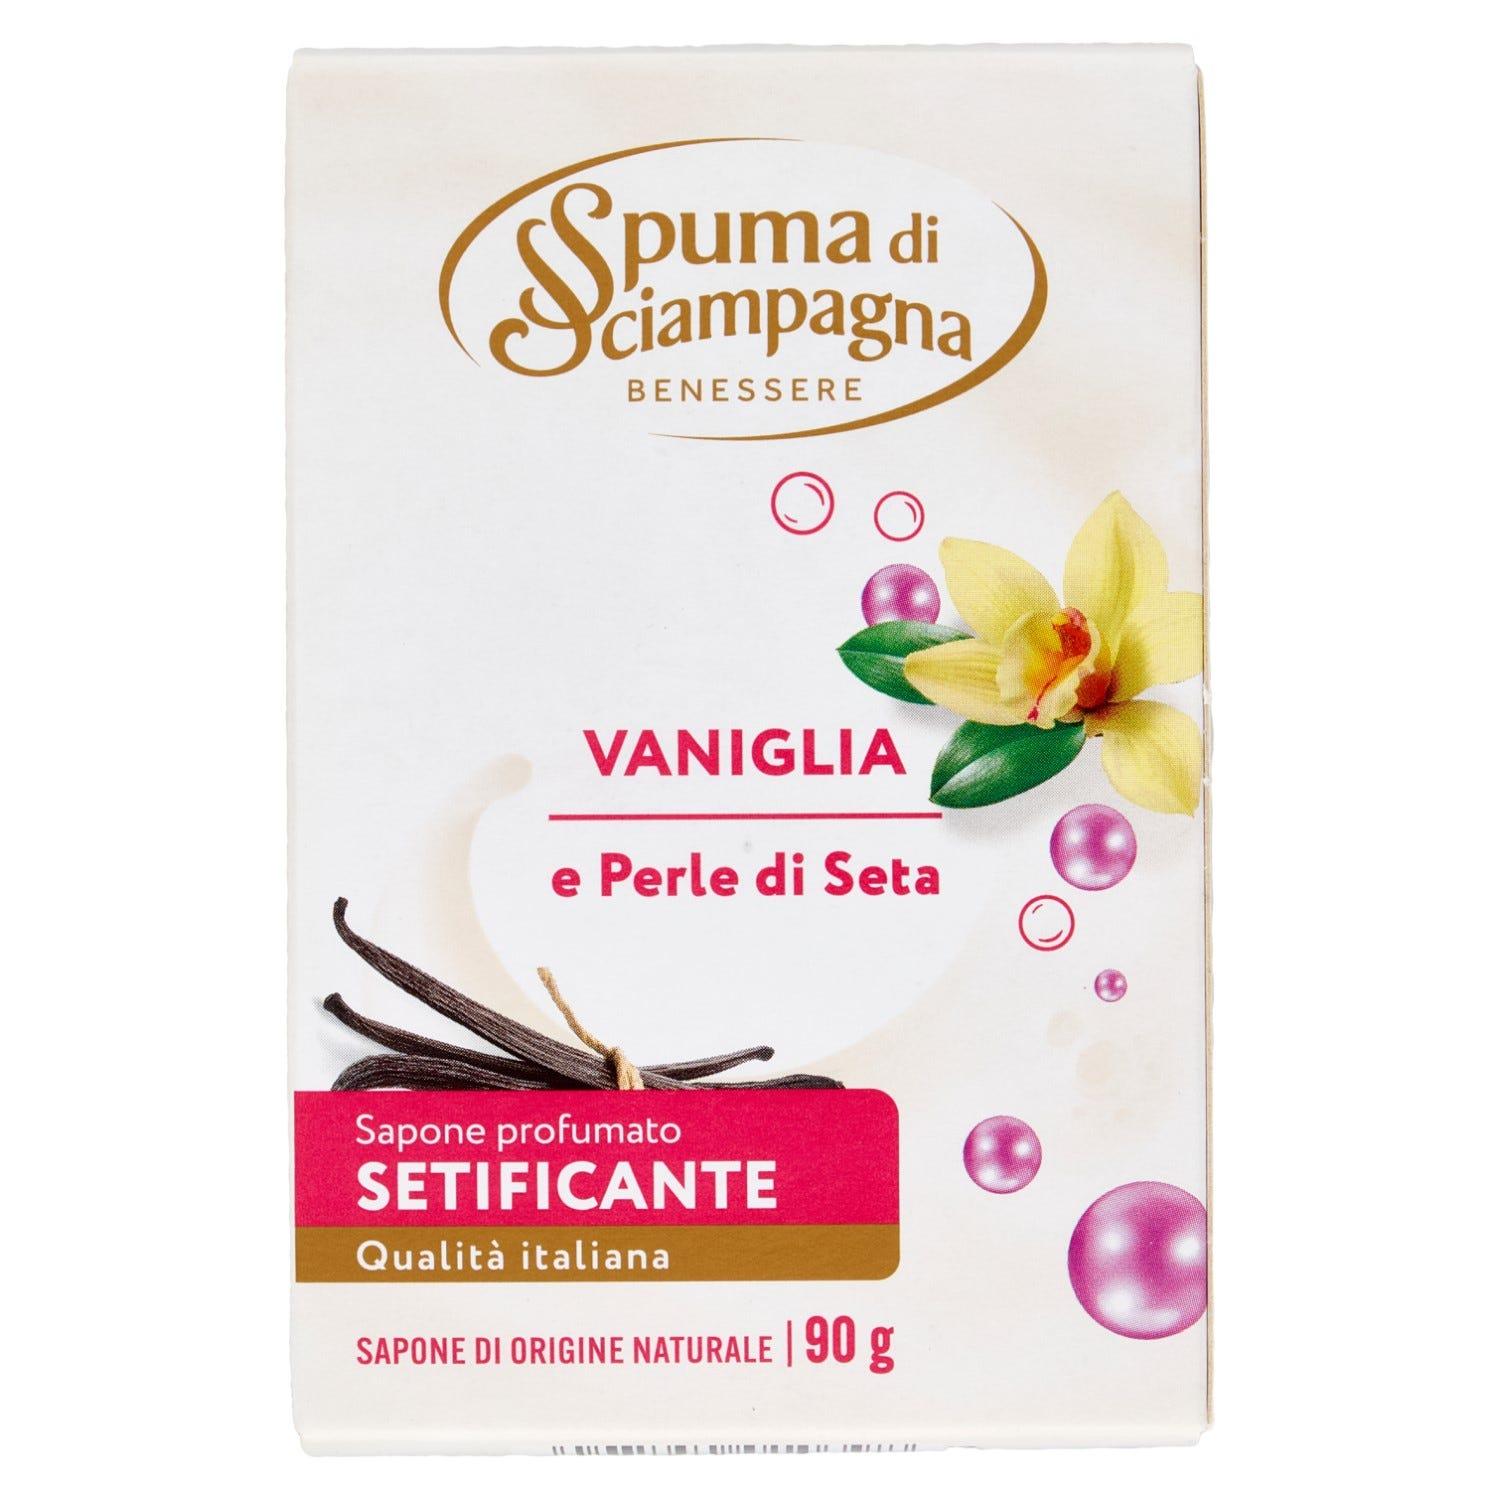 Spuma di
Sciampagna
BENESSERE
VANIGLIA
e Perle di Seta
Sapone profumato
SETIFICANTE
Qualità italiana
SAPONE DI ORIGINE NATURALE | 90 g